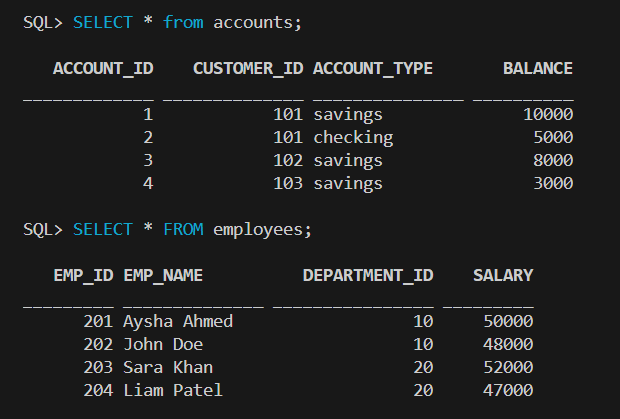 SQL> SELECT * from accounts;
ACCOUNT_ID CUSTOMER_ID ACCOUNT_TYPE BALANCE
1 101 savings 10000
2 101 checking 5000
3 102 savings 8000
4 103 savings 3000
SQL> SELECT * FROM employees;
EMP_ID EMP_NAME DEPARTMENT_ID SALARY
201 Aysha Ahmed 10 50000
202 John Doe 10 48000
203 Sara Khan 20 52000
204 Liam Patel 20 47000